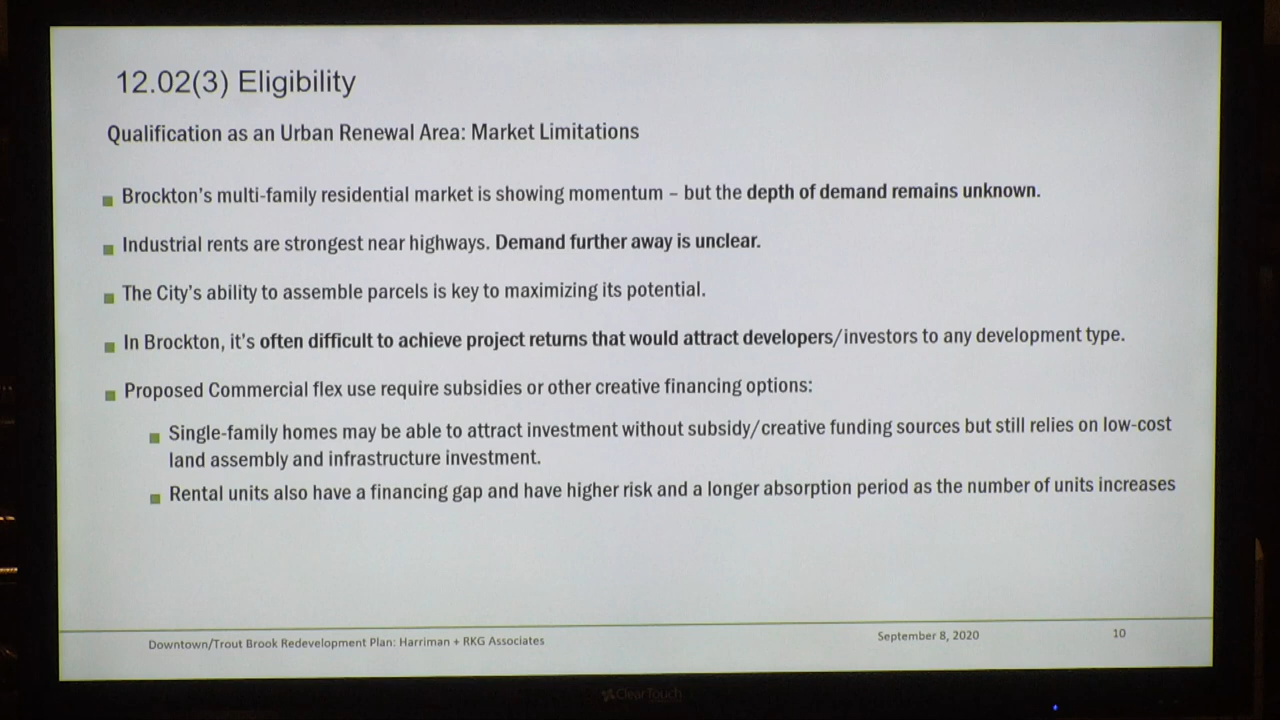 12.02(3) Eligibility
Qualification as an Urban Renewal Area: Market Limitations
Brockton's multi-family residential market is showing momentum – but the depth of demand remains unknown.
Industrial rents are strongest near highways. Demand further away is unclear.
The City's ability to assemble parcels is key to maximizing its potential.
In Brockton, it's often difficult to achieve project returns that would attract developers/investors to any development type.
Proposed Commercial flex use require subsidies or other creative financing options:
Single-family homes may be able to attract investment without subsidy/creative funding sources but still relies on low-cost
land assembly and infrastructure investment.
Rental units also have a financing gap and have higher risk and a longer absorption period as the number of units increases
Downtown/Trout Brook Redevelopment Plan: Harriman + RKG Associates
September 8, 2020
10
ClearTouch